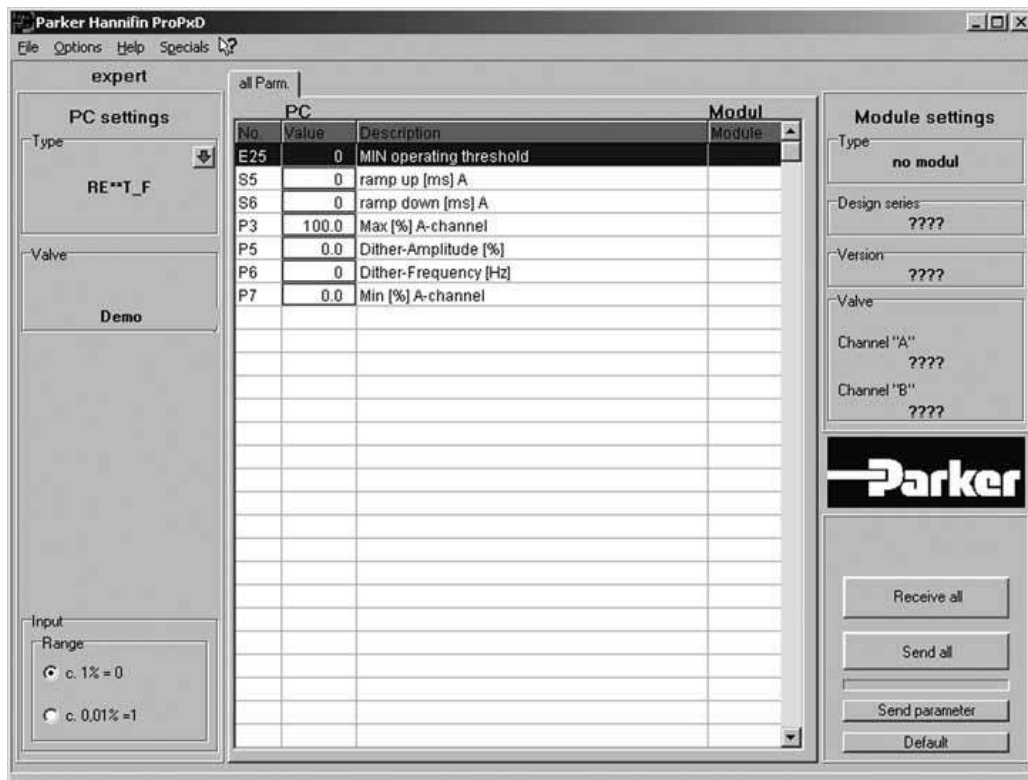 Parker Hannifin ProPxD
File Options Help Specials
expert
PC settings
Type
RE**T_F
Valve
Demo
Input
Range
c. 1% = 0
c. 0,01% =1
all Parm.
PC Modul
No. Value Description Module
E25 0 MIN operating threshold
S5 0 ramp up [ms] A
S6 0 ramp down [ms] A
P3 100.0 Max [%] A-channel
P5 0.0 Dither-Amplitude [%]
P6 0 Dither-Frequency [Hz]
P7 0.0 Min [%] A-channel
Module settings
Type
no modul
Design series
????
Version
????
Valve
Channel "A"
????
Channel "B"
????
Parker
Receive all
Send all
Send parameter
Default